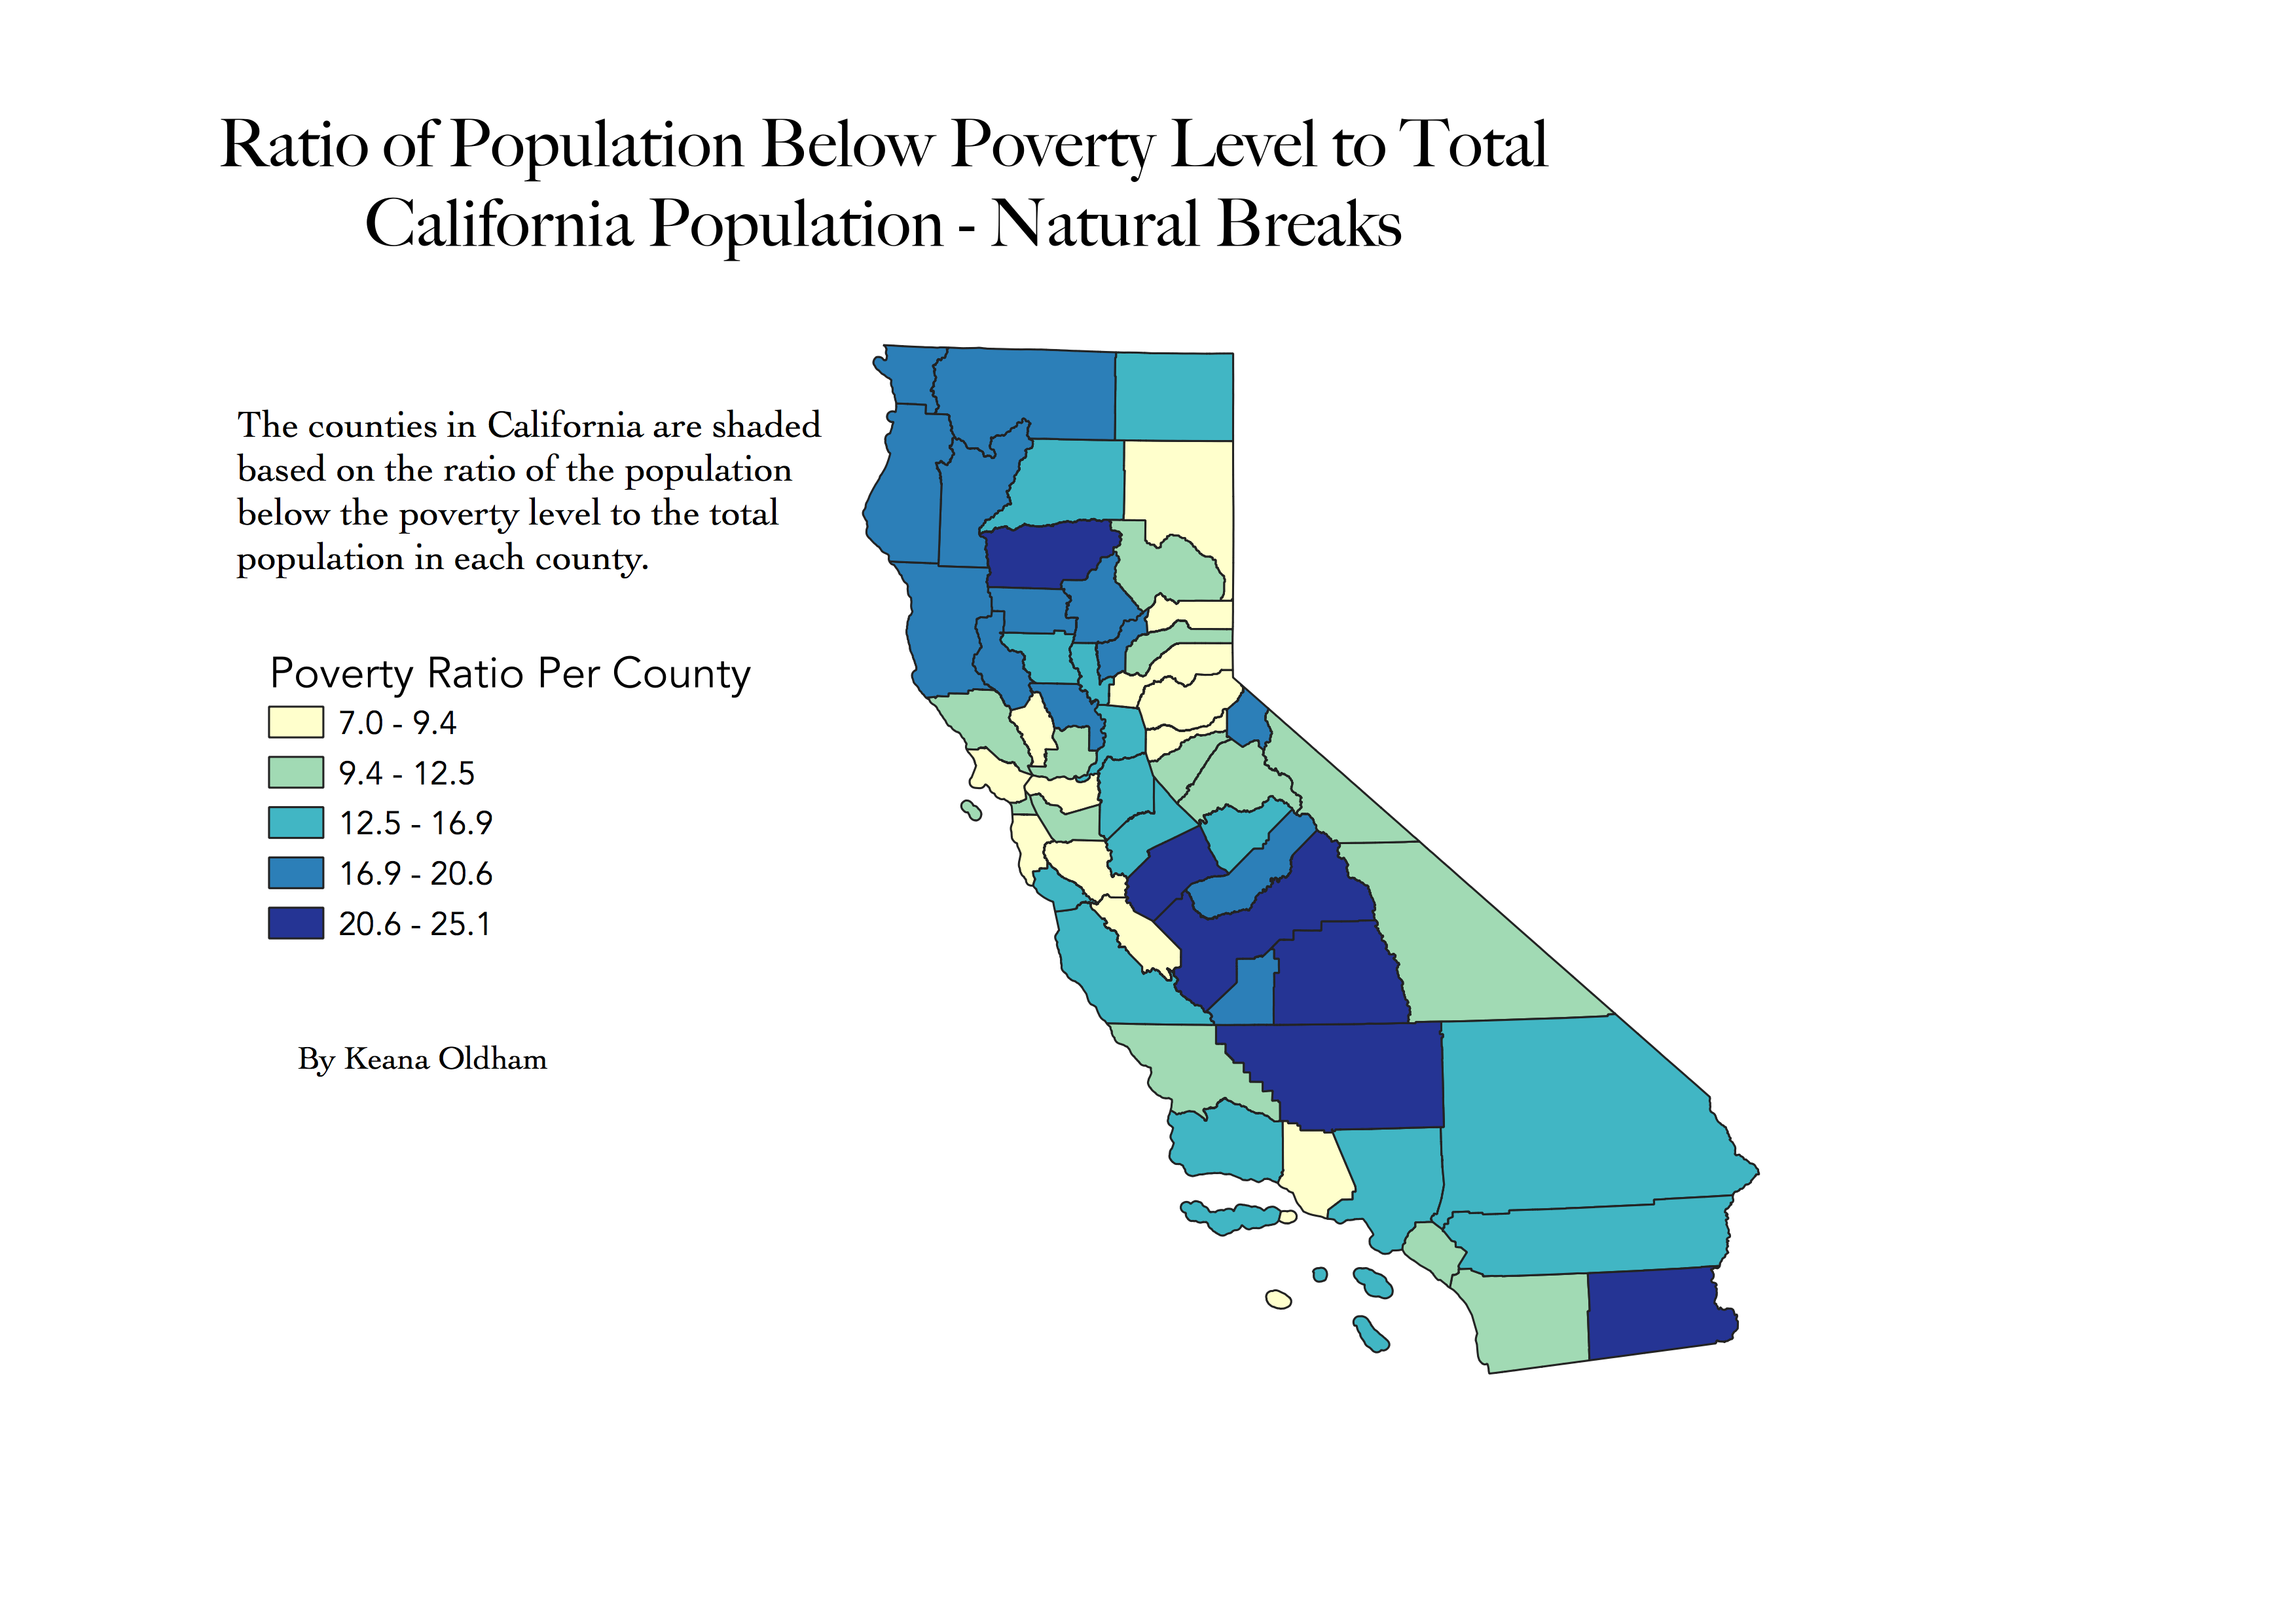 Ratio of Population Below Poverty Level to Total
California Population - Natural Breaks
The counties in California are shaded
based on the ratio of the population
below the poverty level to the total
population in each county.
Poverty Ratio Per County
7.0 - 9.4
9.4 - 12.5
12.5 - 16.9
16.9 - 20.6
20.6 - 25.1
By Keana Oldham